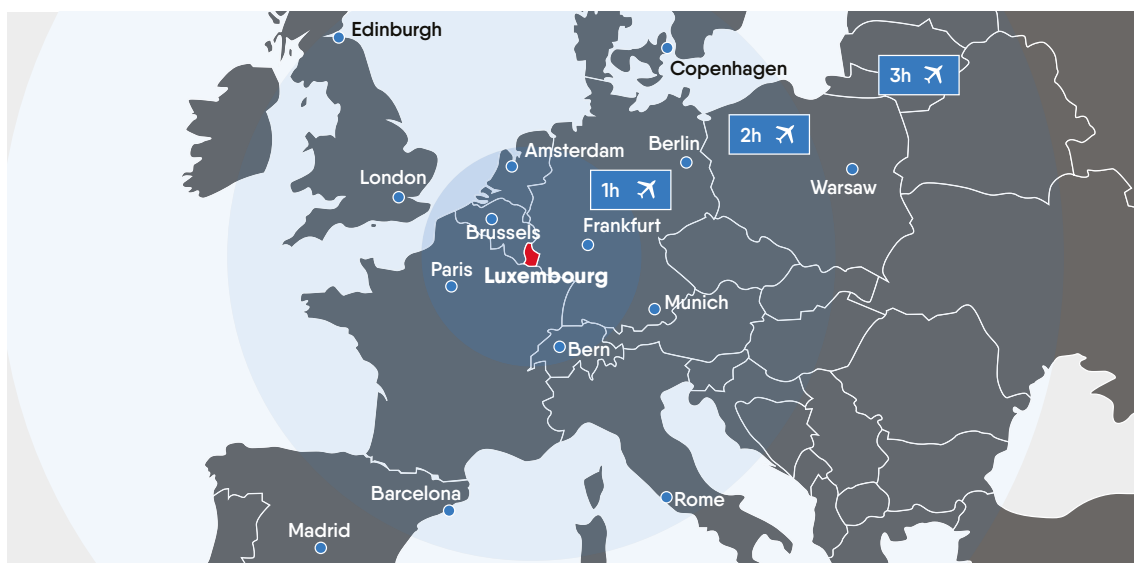 Edinburgh
Copenhagen
3h
2h
Amsterdam
Berlin
London
1h
Warsaw
Brussels
Frankfurt
Paris
Luxembourg
Munich
Bern
Barcelona
Rome
Madrid